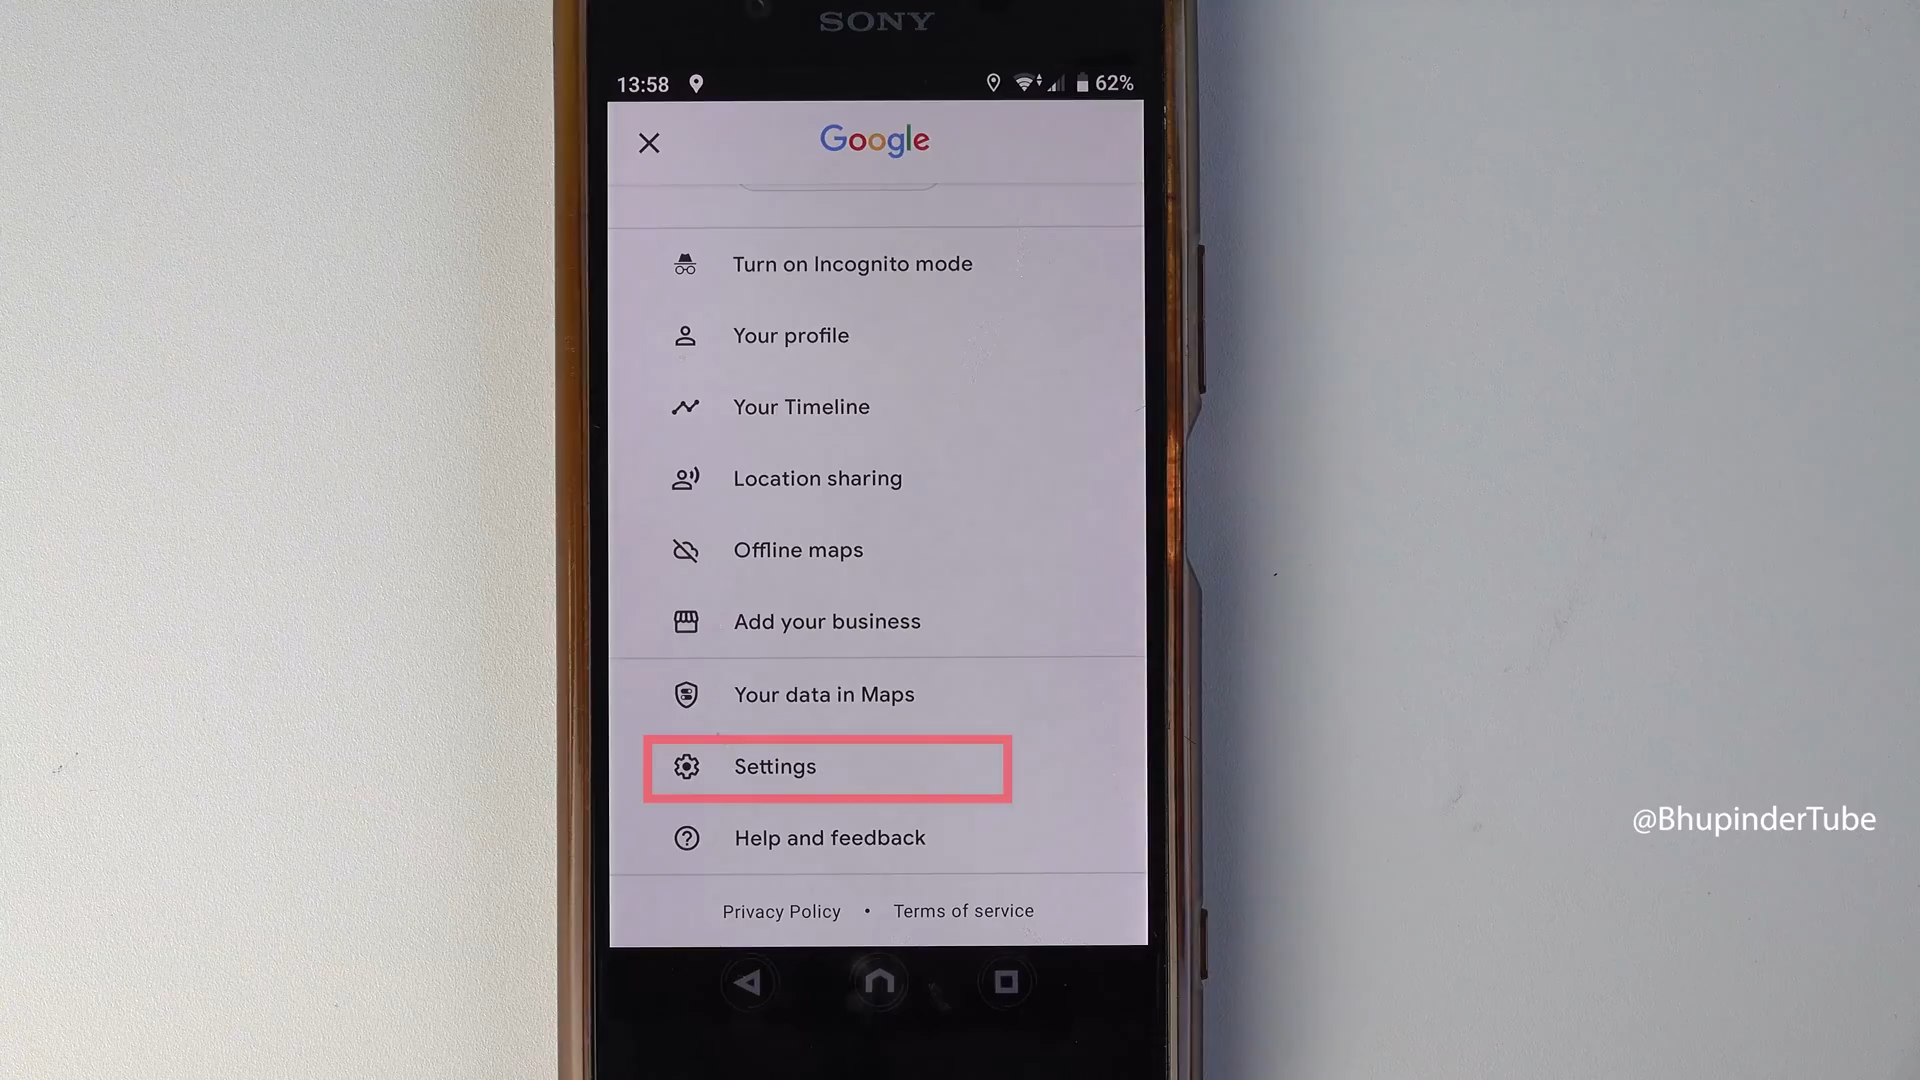 SONY
13:58
62%
Google
Turn on Incognito mode
Your profile
Your Timeline
Location sharing
Offline maps
Add your business
Your data in Maps
Settings
Help and feedback
Privacy Policy • Terms of service
@BhupinderTube